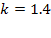 k = 1.4